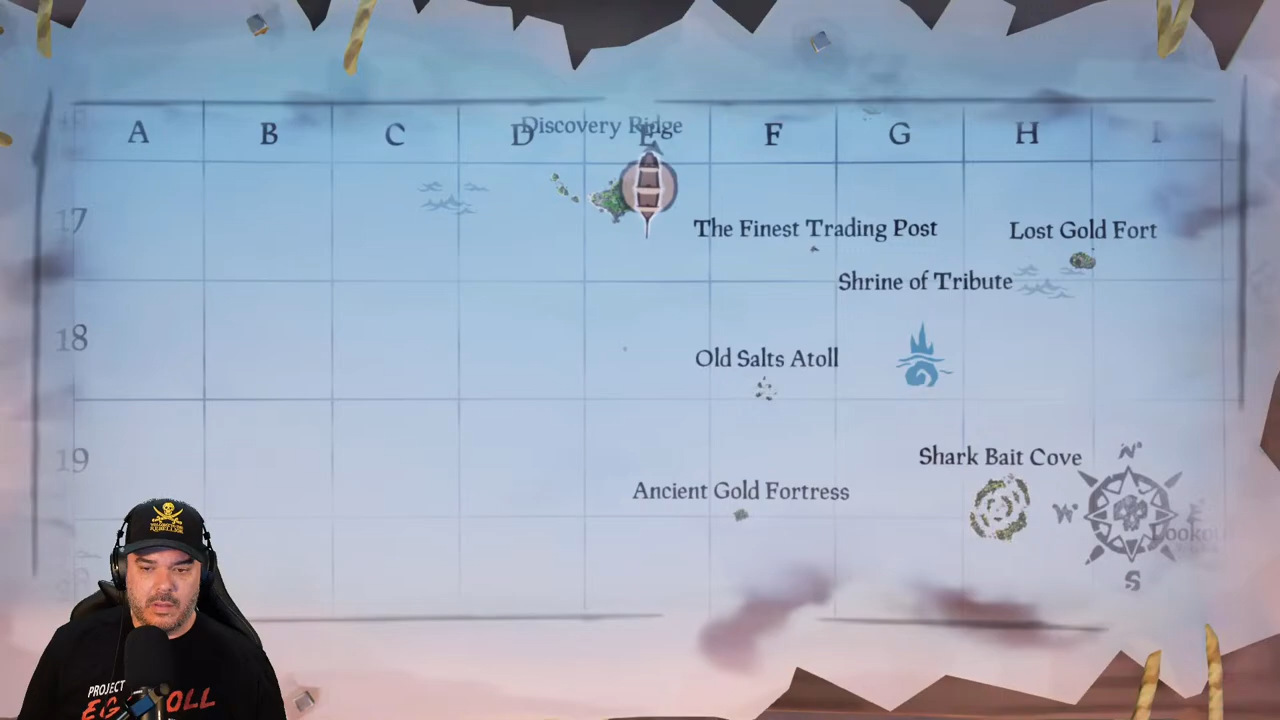 A B C D E F G H I
Discovery Ridge
17
The Finest Trading Post
Lost Gold Fort
Shrine of Tribute
18
Old Salts Atoll
19
Shark Bait Cove
Ancient Gold Fortress
N
W E
S
PROJECT